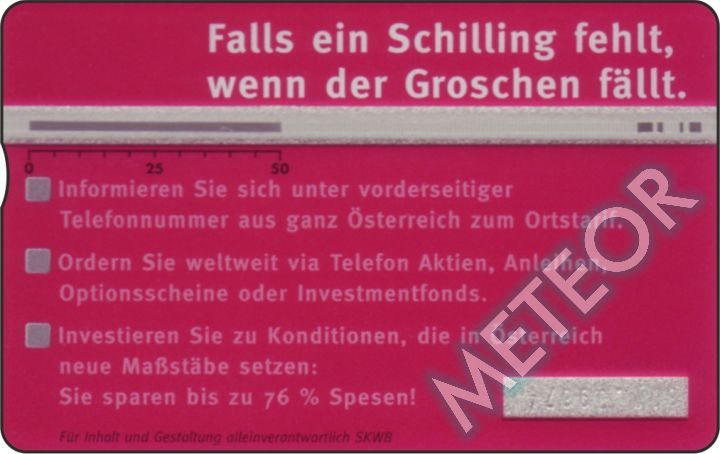 Falls ein Schilling fehlt,
wenn der Groschen fällt.
0 25 50
Informieren Sie sich unter vorderseitiger
Telefonnummer aus ganz Österreich zum Ortstarif.
Ordern Sie weltweit via Telefon Aktien, Anleihen,
Optionsscheine oder Investmentfonds.
Investieren Sie zu Konditionen, die in Österreich
neue Maßstäbe setzen:
Sie sparen bis zu 76 % Spesen!
METEOR
Für Inhalt und Gestaltung alleinverantwortlich SKWB